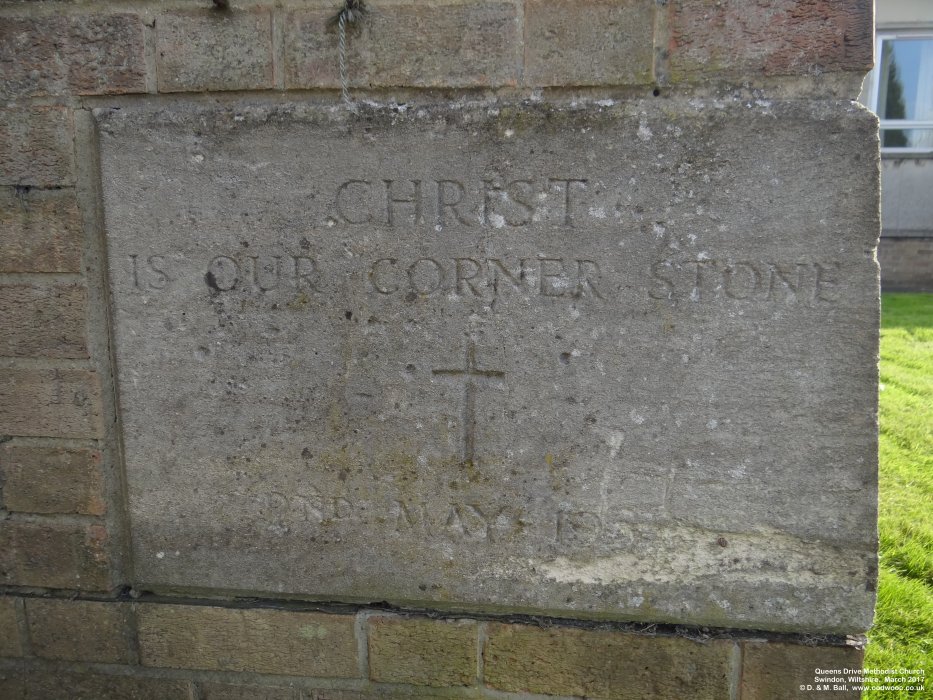 CHRIST
IS OUR CORNER STONE
2ND MAY
Queens Drive Methodist Church
Swindon, Wiltshire, March 2017
© D. & M. Ball, www.oodwooc.co.uk